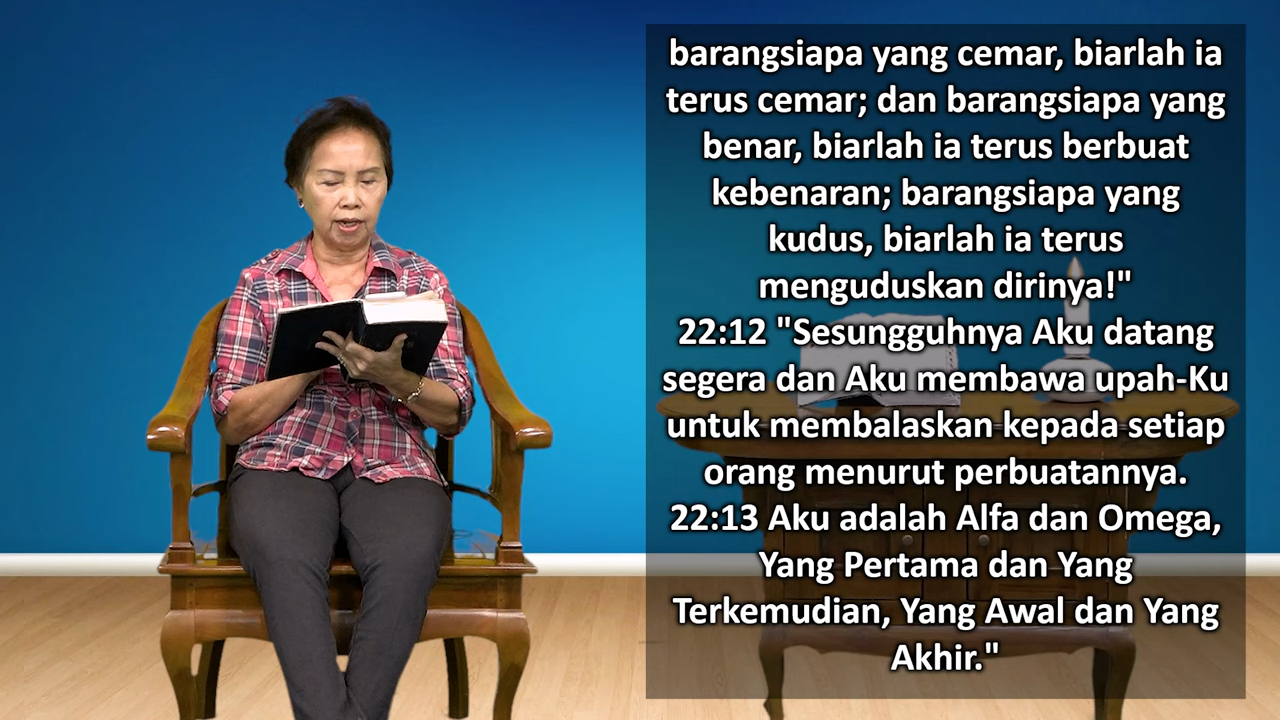 barangsiapa yang cemar, biarlah ia
terus cemar; dan barangsiapa yang
benar, biarlah ia terus berbuat
kebenaran; barangsiapa yang
kudus, biarlah ia terus
menguduskan dirinya!"
22:12 "Sesungguhnya Aku datang
segera dan Aku membawa upah-Ku
untuk membalaskan kepada setiap
orang menurut perbuatannya.
22:13 Aku adalah Alfa dan Omega,
Yang Pertama dan Yang
Terkemudian, Yang Awal dan Yang
Akhir."